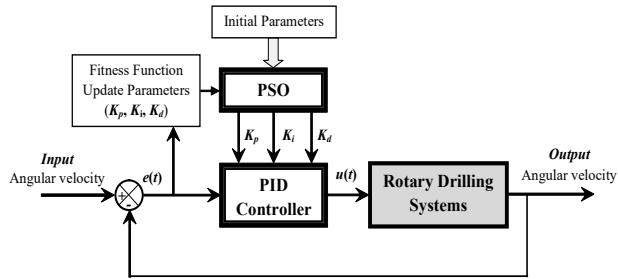 Initial Parameters
Fitness Function
Update Parameters
(Kp, Ki, Kd)
PSO
Kp Ki Kd
Input
Angular velocity
e(t)
+
-
PID
Controller
u(t)
Rotary Drilling
Systems
Output
Angular velocity